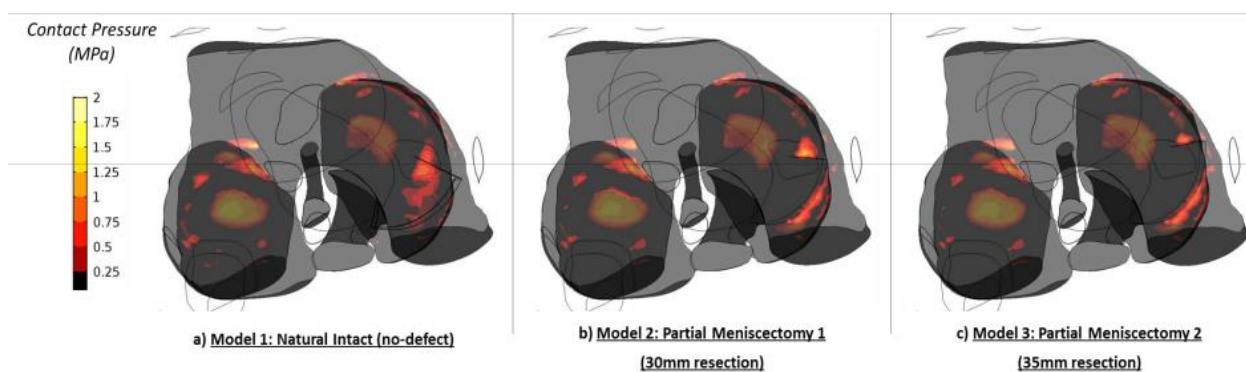 Contact Pressure
(MPa)
2
1.75
1.5
1.25
1
0.75
0.5
0.25
a) Model 1: Natural Intact (no-defect)
b) Model 2: Partial Meniscectomy 1
(30mm resection)
c) Model 3: Partial Meniscectomy 2
(35mm resection)